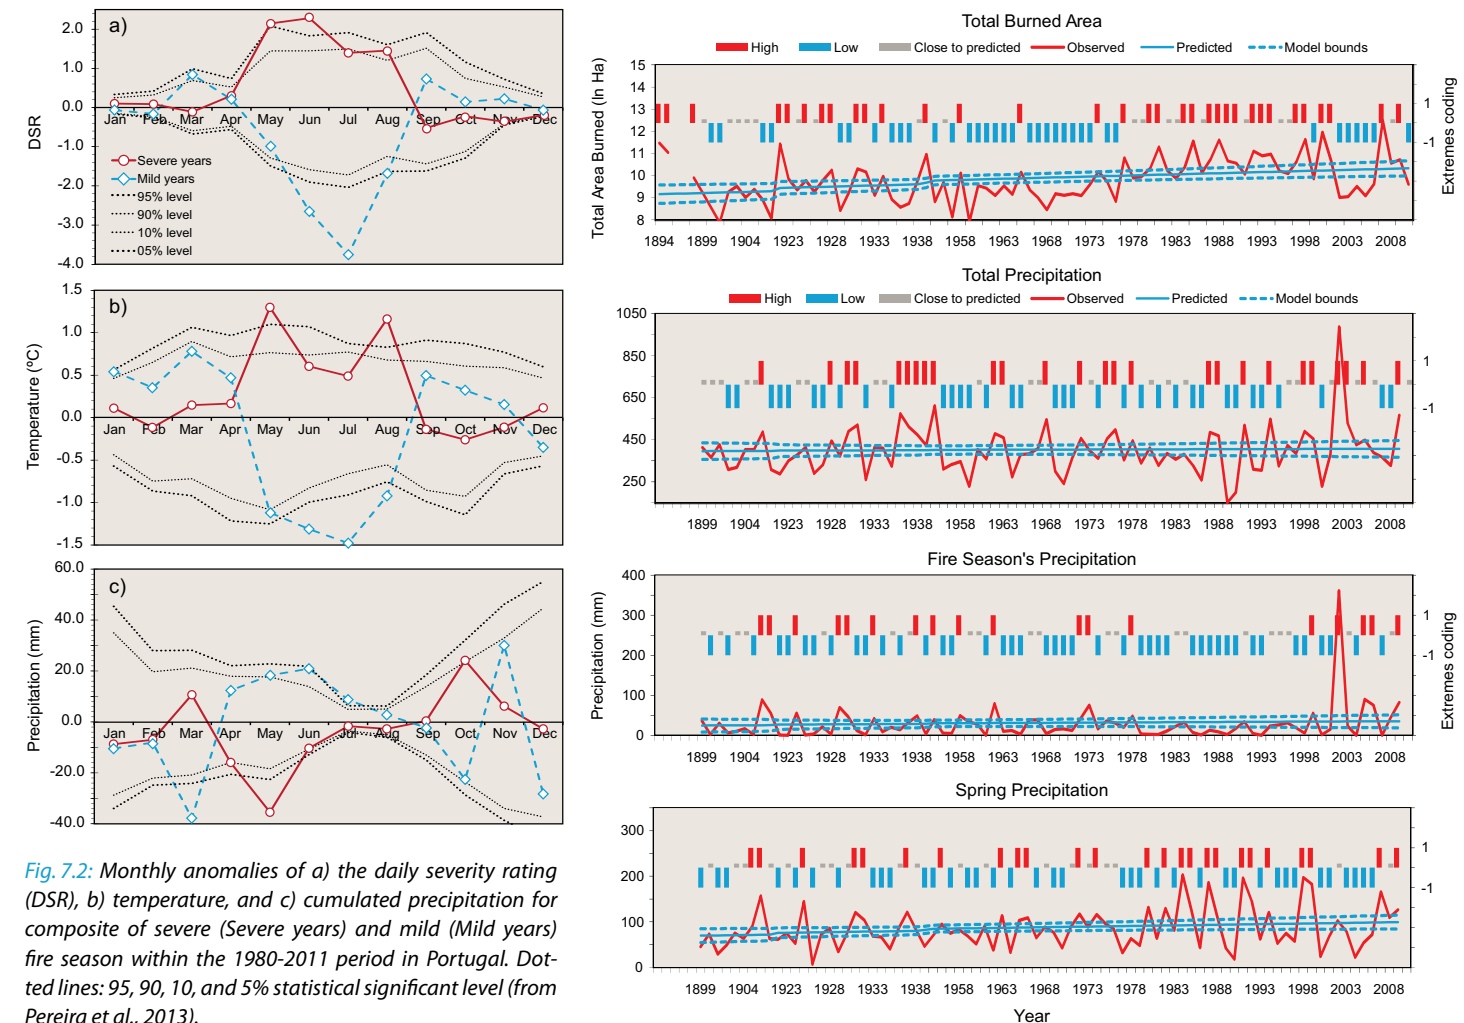 a)
DSR
2.0
1.0
0.0
-1.0
-2.0
-3.0
-4.0
Jan Feb Mar Apr May Jun Jul Aug Sep Oct Nov Dec
Severe years
Mild years
95% level
90% level
10% level
05% level
b)
Temperature (ºC)
1.5
1.0
0.5
0.0
-0.5
-1.0
-1.5
Jan Feb Mar Apr May Jun Jul Aug Sep Oct Nov Dec
c)
Precipitation (mm)
60.0
40.0
20.0
0.0
-20.0
-40.0
Jan Feb Mar Apr May Jun Jul Aug Sep Oct Nov Dec
Fig. 7.2: Monthly anomalies of a) the daily severity rating
(DSR), b) temperature, and c) cumulated precipitation for
composite of severe (Severe years) and mild (Mild years)
fire season within the 1980-2011 period in Portugal. Dot-
ted lines: 95, 90, 10, and 5% statistical significant level (from
Pereira et al., 2013).
Total Burned Area
High Low Close to predicted Observed Predicted Model bounds
Total Area Burned (ln Ha)
15
14
13
12
11
10
9
8
1
-1
Extremes coding
1894 1899 1904 1923 1928 1933 1938 1958 1963 1968 1978 1983 1988 1993 1998 2003 2008
Total Precipitation
High Low Close to predicted Observed Predicted Model bounds
1050
850
650
450
250
1
-1
1899 1904 1923 1928 1933 1938 1958 1963 1968 1978 1983 1988 1993 1998 2003 2008
Fire Season's Precipitation
Precipitation (mm)
400
300
200
100
0
1
-1
Extremes coding
1899 1904 1923 1928 1933 1938 1958 1963 1968 1978 1983 1988 1993 1998 2003 2008
Spring Precipitation
300
200
100
0
1
-1
1899 1904 1923 1928 1933 1938 1958 1963 1968 1978 1983 1988 1993 1998 2003 2008
Year